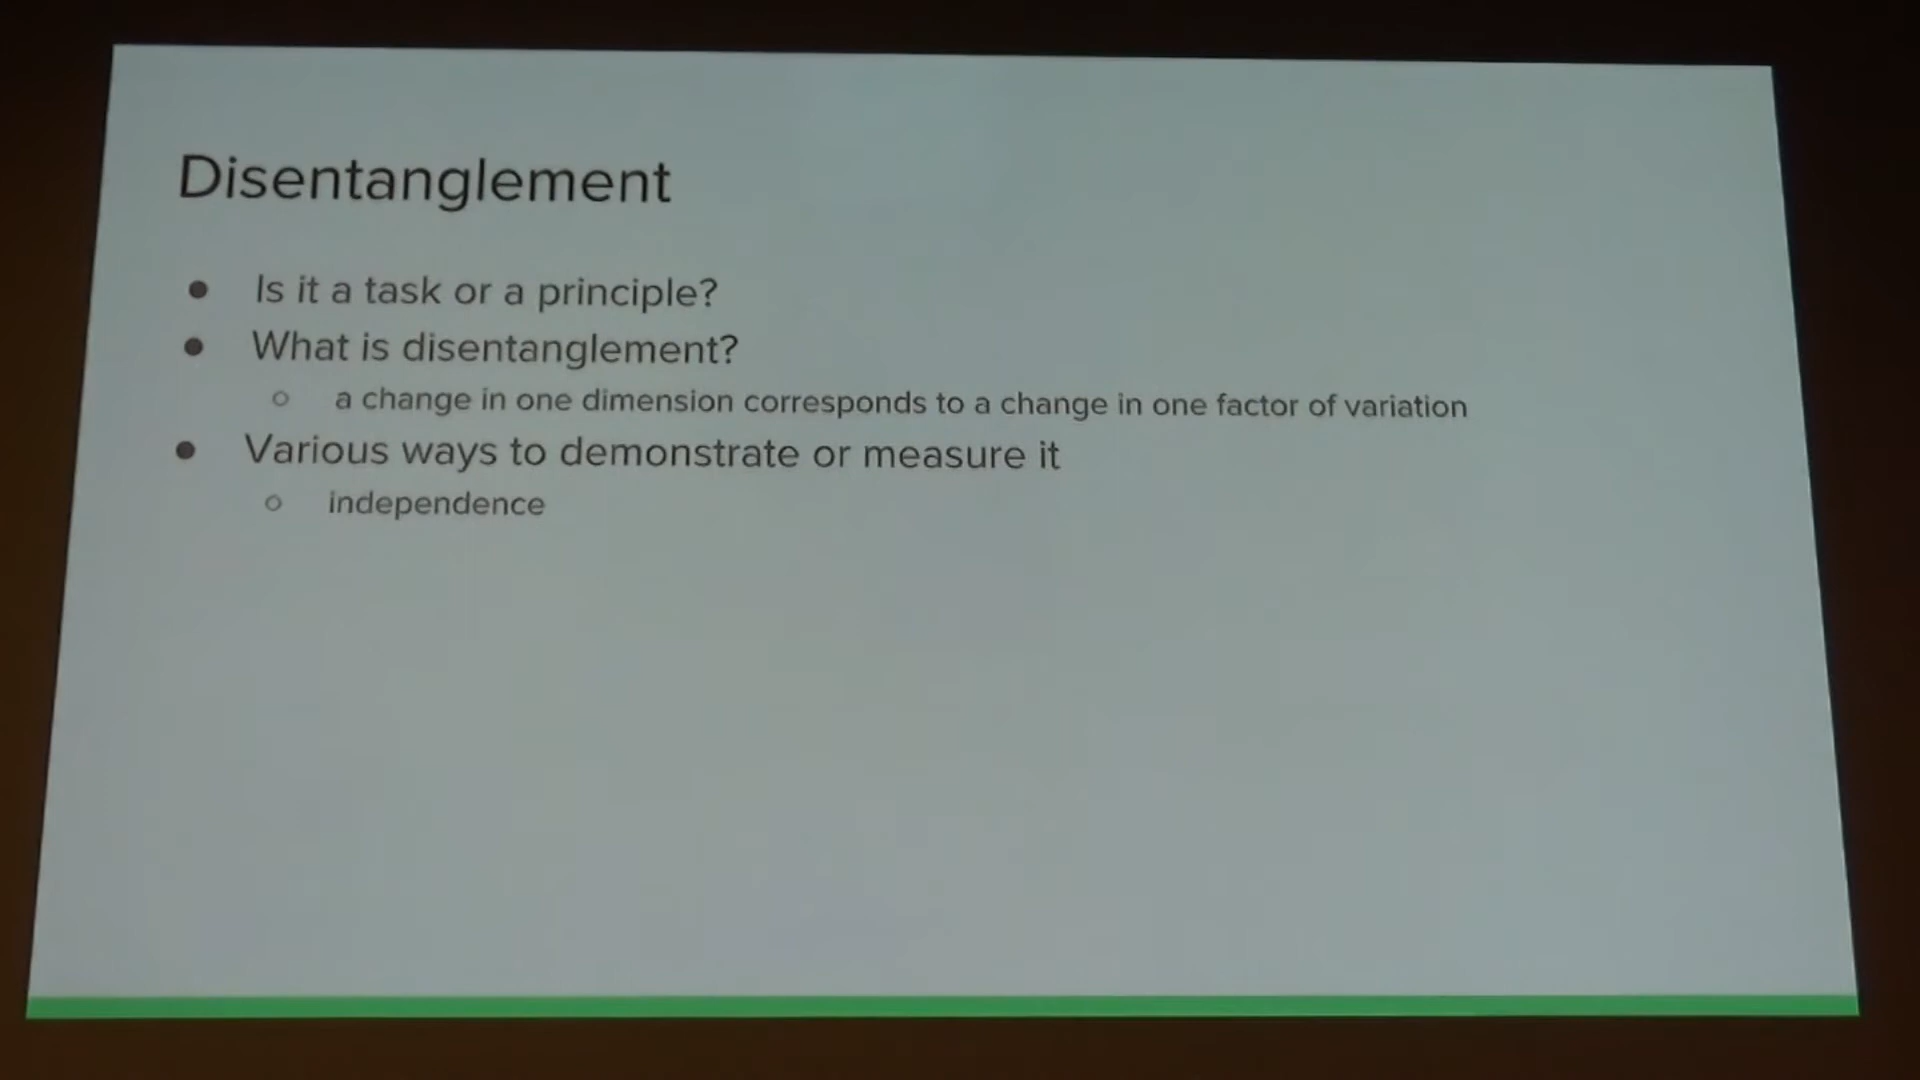 Disentanglement
● Is it a task or a principle?
● What is disentanglement?
○ a change in one dimension corresponds to a change in one factor of variation
● Various ways to demonstrate or measure it
○ independence